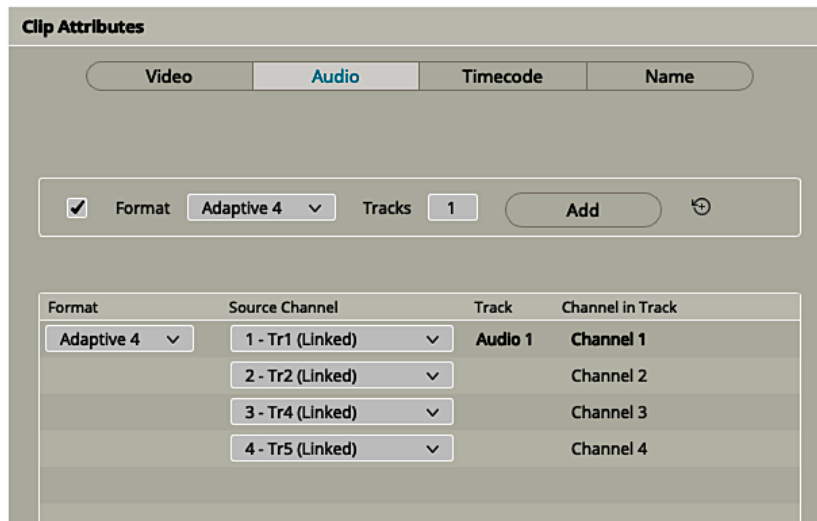 Clip Attributes
Video Audio Timecode Name
Format Adaptive 4 Tracks 1 Add
Format Source Channel Track Channel in Track
Adaptive 4 1 - Tr1 (Linked) Audio 1 Channel 1
2 - Tr2 (Linked) Channel 2
3 - Tr4 (Linked) Channel 3
4 - Tr5 (Linked) Channel 4